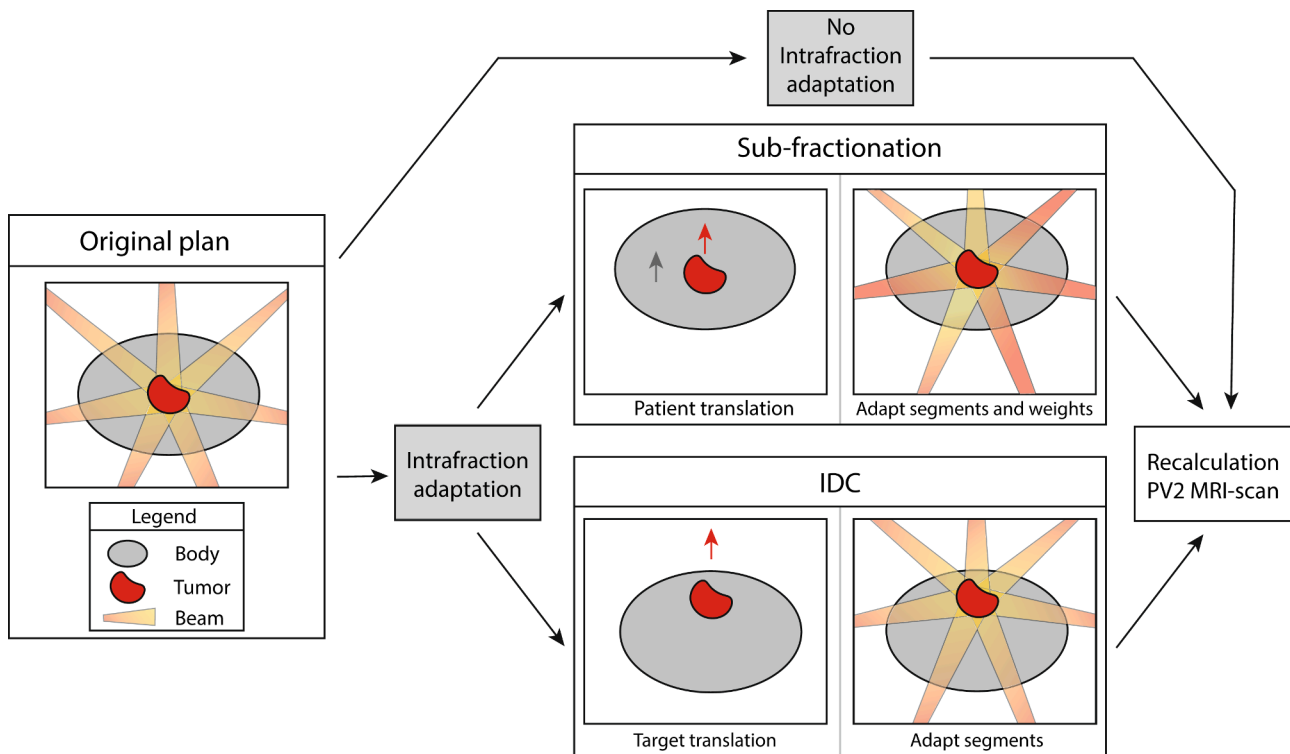 No
Intrafraction
adaptation
Sub-fractionation
Patient translation
Adapt segments and weights
Original plan
Legend
Body
Tumor
Beam
Intrafraction
adaptation
IDC
Target translation
Adapt segments
Recalculation
PV2 MRI-scan